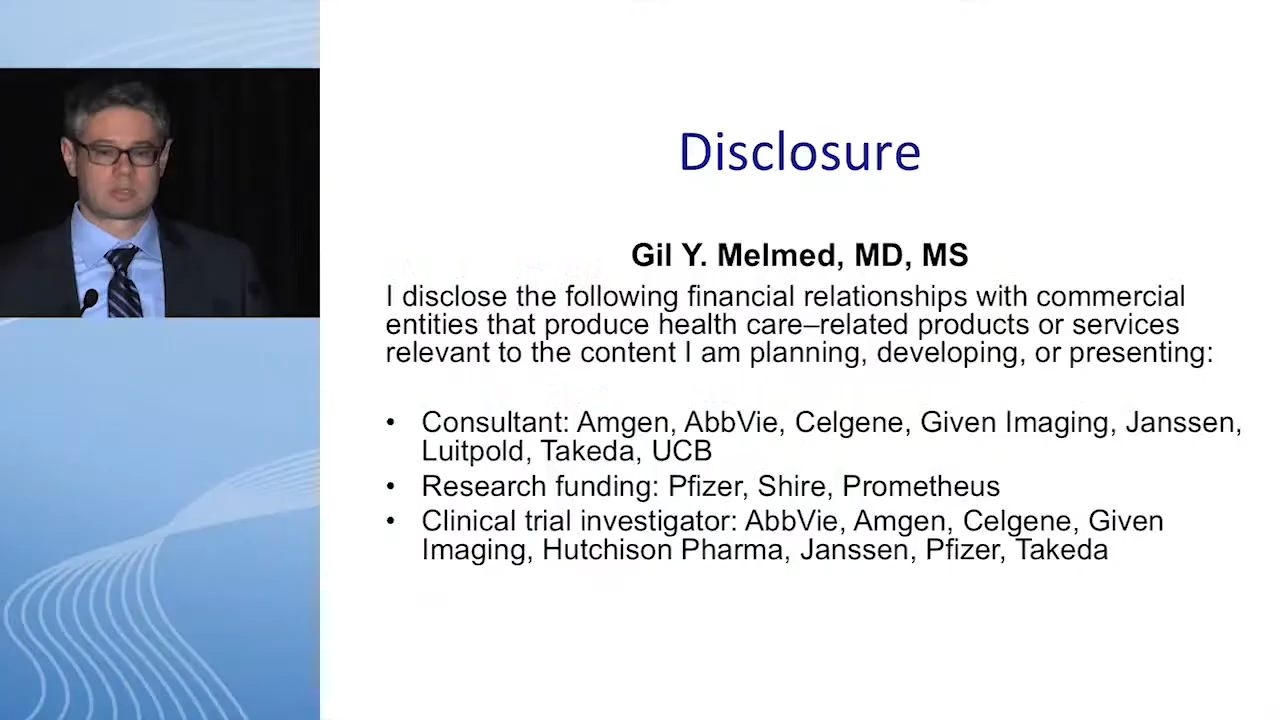 Disclosure
Gil Y. Melmed, MD, MS
I disclose the following financial relationships with commercial
entities that produce health care–related products or services
relevant to the content I am planning, developing, or presenting:
• Consultant: Amgen, AbbVie, Celgene, Given Imaging, Janssen,
Luitpold, Takeda, UCB
• Research funding: Pfizer, Shire, Prometheus
• Clinical trial investigator: AbbVie, Amgen, Celgene, Given
Imaging, Hutchison Pharma, Janssen, Pfizer, Takeda